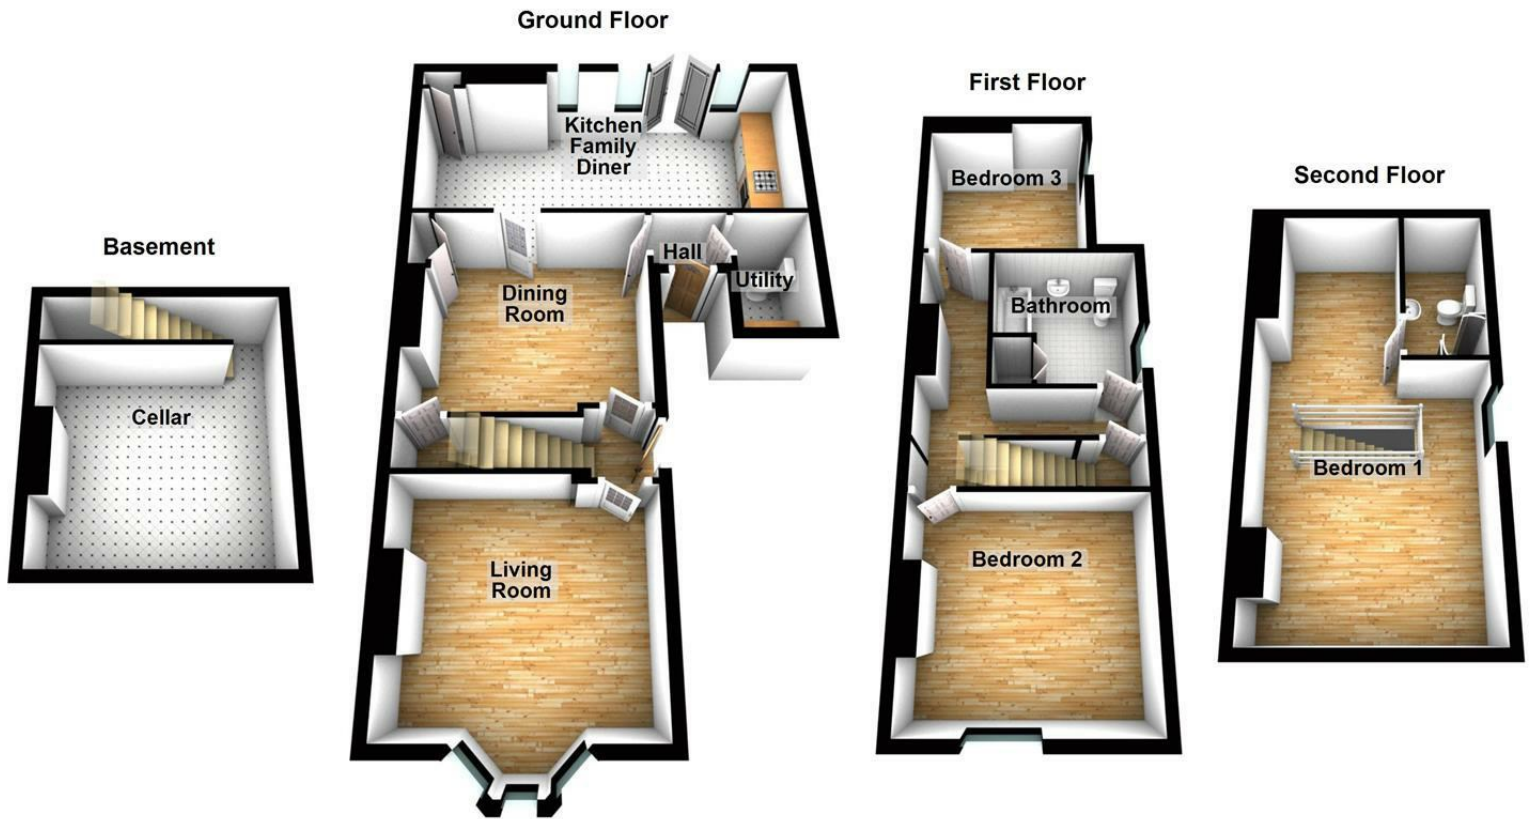 Ground Floor
Kitchen
Family
Diner
Hall
Utility
Dining
Room
Living
Room
Basement
Cellar
First Floor
Bedroom 3
Bathroom
Bedroom 2
Second Floor
Bedroom 1